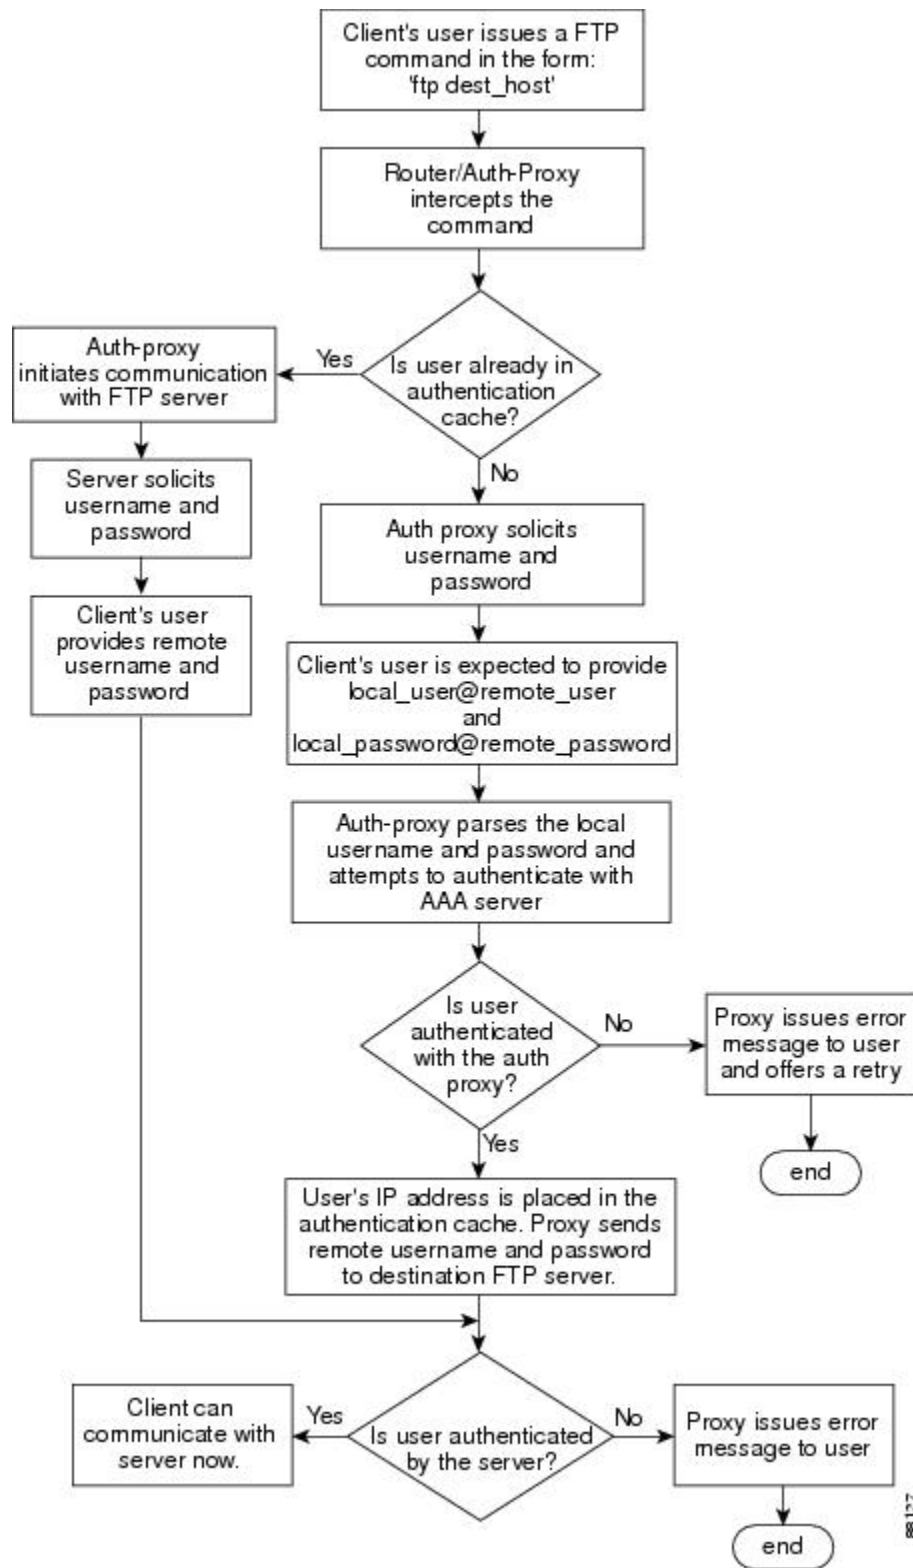 Client's user issues a FTP
command in the form:
'ftp dest_host'
Router/Auth-Proxy
intercepts the
command
Is user already in
authentication
cache?
Yes
No
Auth-proxy
initiates communication
with FTP server
Server solicits
username and
password
Client's user
provides remote
username and
password
Auth proxy solicits
username and
password
Client's user is expected to provide
local_user@remote_user
and
local_password@remote_password
Auth-proxy parses the local
username and password and
attempts to authenticate with
AAA server
Is user
authenticated
with the auth
proxy?
No
Proxy issues error
message to user
and offers a retry
end
Yes
User's IP address is placed in the
authentication cache. Proxy sends
remote username and password
to destination FTP server.
Is user authenticated
by the server?
Yes
Client can
communicate with
server now.
No
Proxy issues error
message to user
end
88127